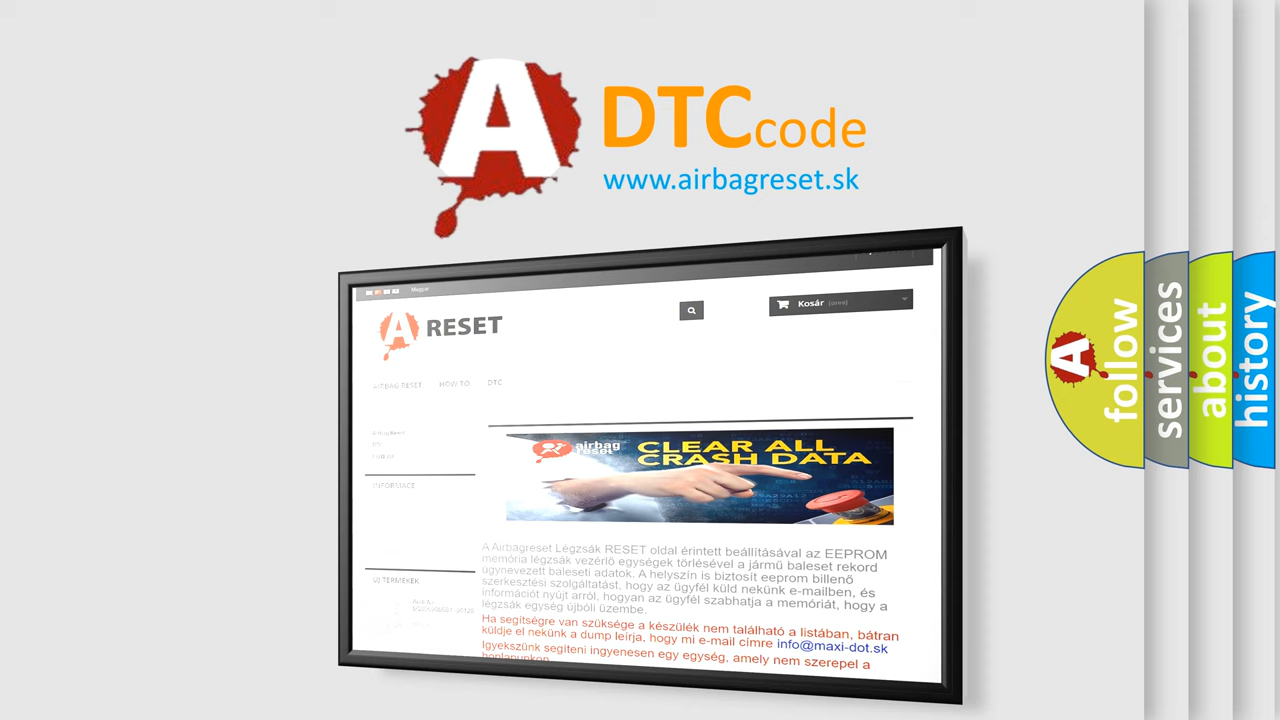 A DTCcode
www.airbagreset.sk
Magyar
A RESET
Kosár (üres)
AIRBAG RESET HOW TO DTC
INFORMACE
ÚJ TERMÉKEK
airbag
reset
CLEAR ALL
CRASH DATA
A Airbagreset Légzsák RESET oldal érintett beállításával az EEPROM
memória légzsák vezérlő egységek törlésével a jármű baleset rekord
úgynevezett baleseti adatok. A helyszín is biztosít eeprom billenő
szerkesztési szolgáltatást, hogy az ügyfél küld nekünk e-mailben, és
információt nyújt arról, hogyan az ügyfél szabhatja a memóriát, hogy a
légzsák egység újbóli üzembe.
Ha segítségre van szüksége a készülék nem található a listában, bátran
küldje el nekünk a dump leírja, hogy mi e-mail címre info@maxi-dot.sk
Igyekszünk segíteni ingyenesen egy egység, amely nem szerepel a
honlapunkon
A follow
services
about
history